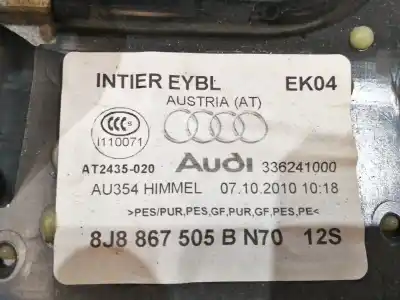 INTIER EYBL EK04
AUSTRIA (AT)
CCC S
I110071
AT2435-020 Audi 336241000
AU354 HIMMEL 07.10.2010 10:18
>PES/PUR,PES,GF,PUR,GF,PES,PE<
8J8 867 505 B N70 12S